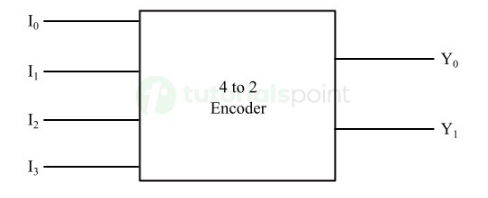 I₀
I₁
I₂
I₃
4 to 2
Encoder
tutorialspoint
Y₀
Y₁